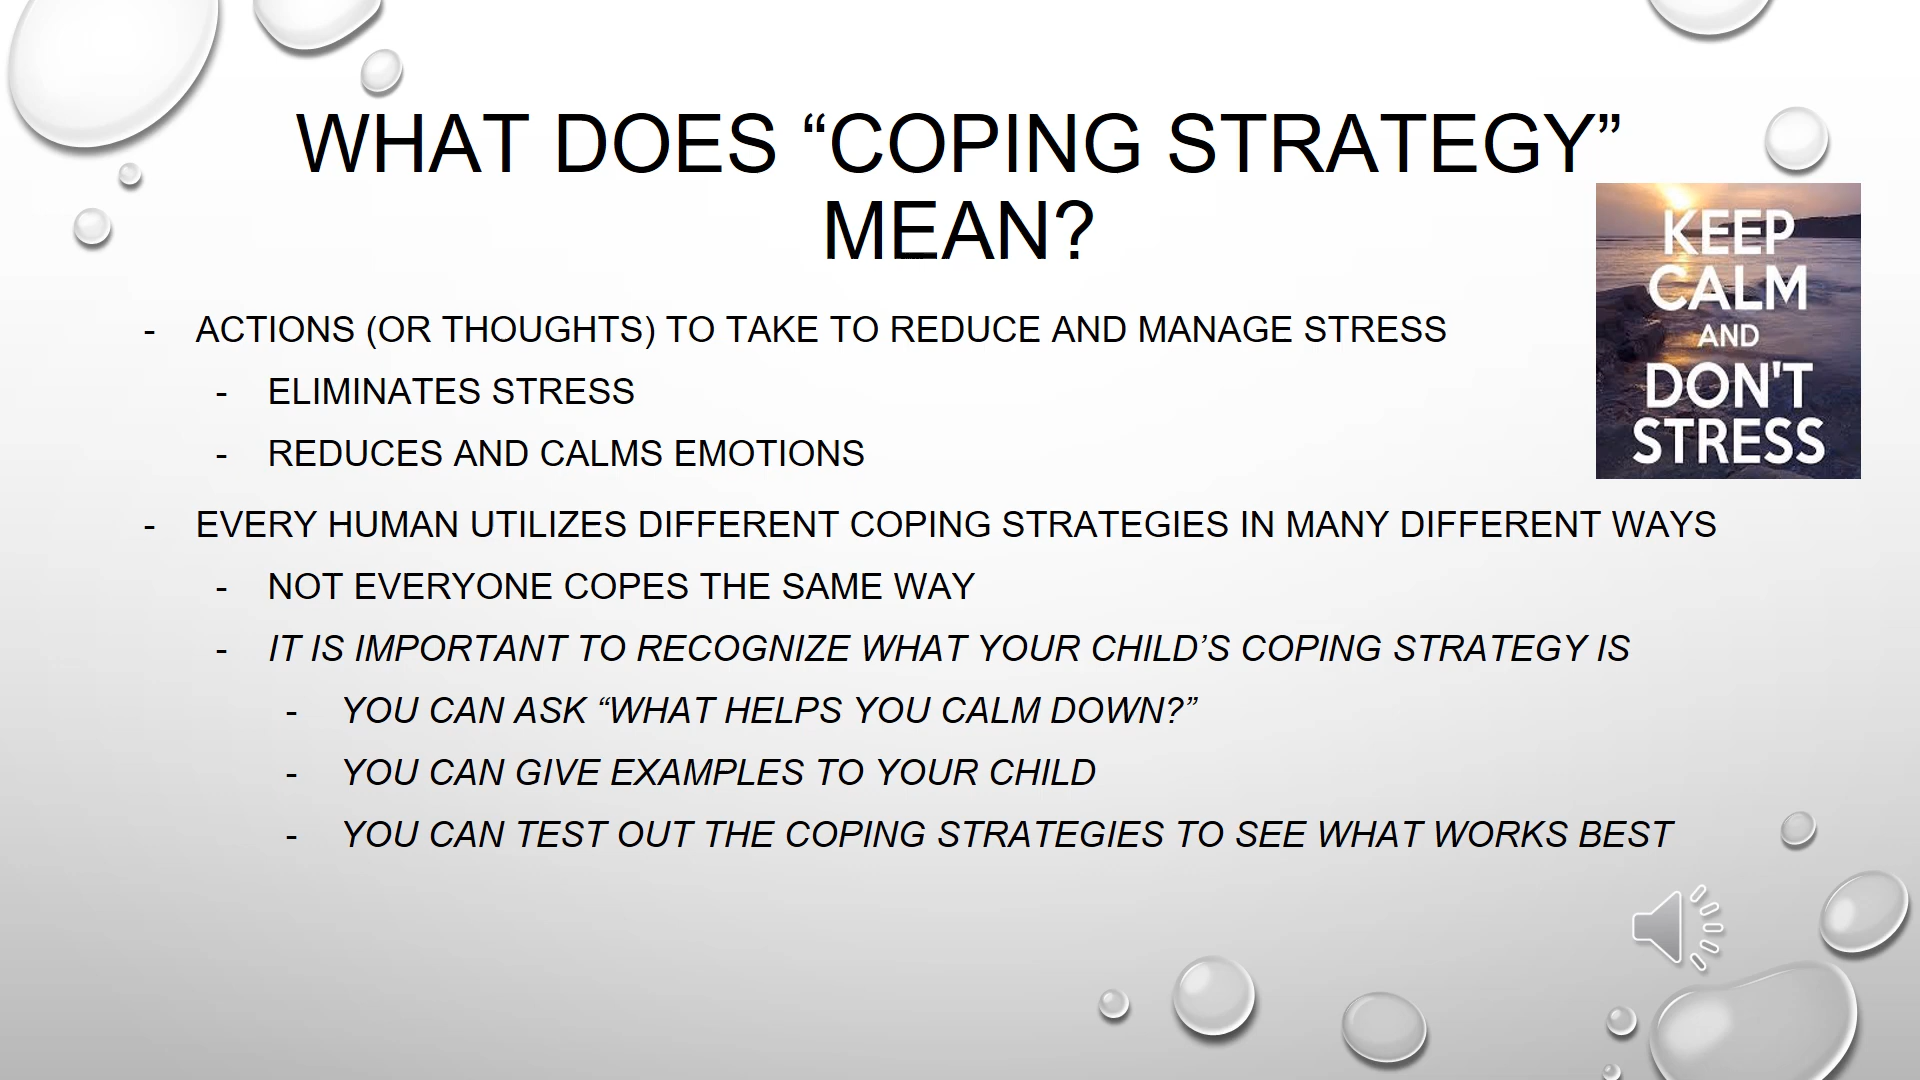 WHAT DOES “COPING STRATEGY”
MEAN?
KEEP
CALM
AND
DON'T
STRESS
- ACTIONS (OR THOUGHTS) TO TAKE TO REDUCE AND MANAGE STRESS
- ELIMINATES STRESS
- REDUCES AND CALMS EMOTIONS
- EVERY HUMAN UTILIZES DIFFERENT COPING STRATEGIES IN MANY DIFFERENT WAYS
- NOT EVERYONE COPES THE SAME WAY
- IT IS IMPORTANT TO RECOGNIZE WHAT YOUR CHILD’S COPING STRATEGY IS
- YOU CAN ASK “WHAT HELPS YOU CALM DOWN?”
- YOU CAN GIVE EXAMPLES TO YOUR CHILD
- YOU CAN TEST OUT THE COPING STRATEGIES TO SEE WHAT WORKS BEST